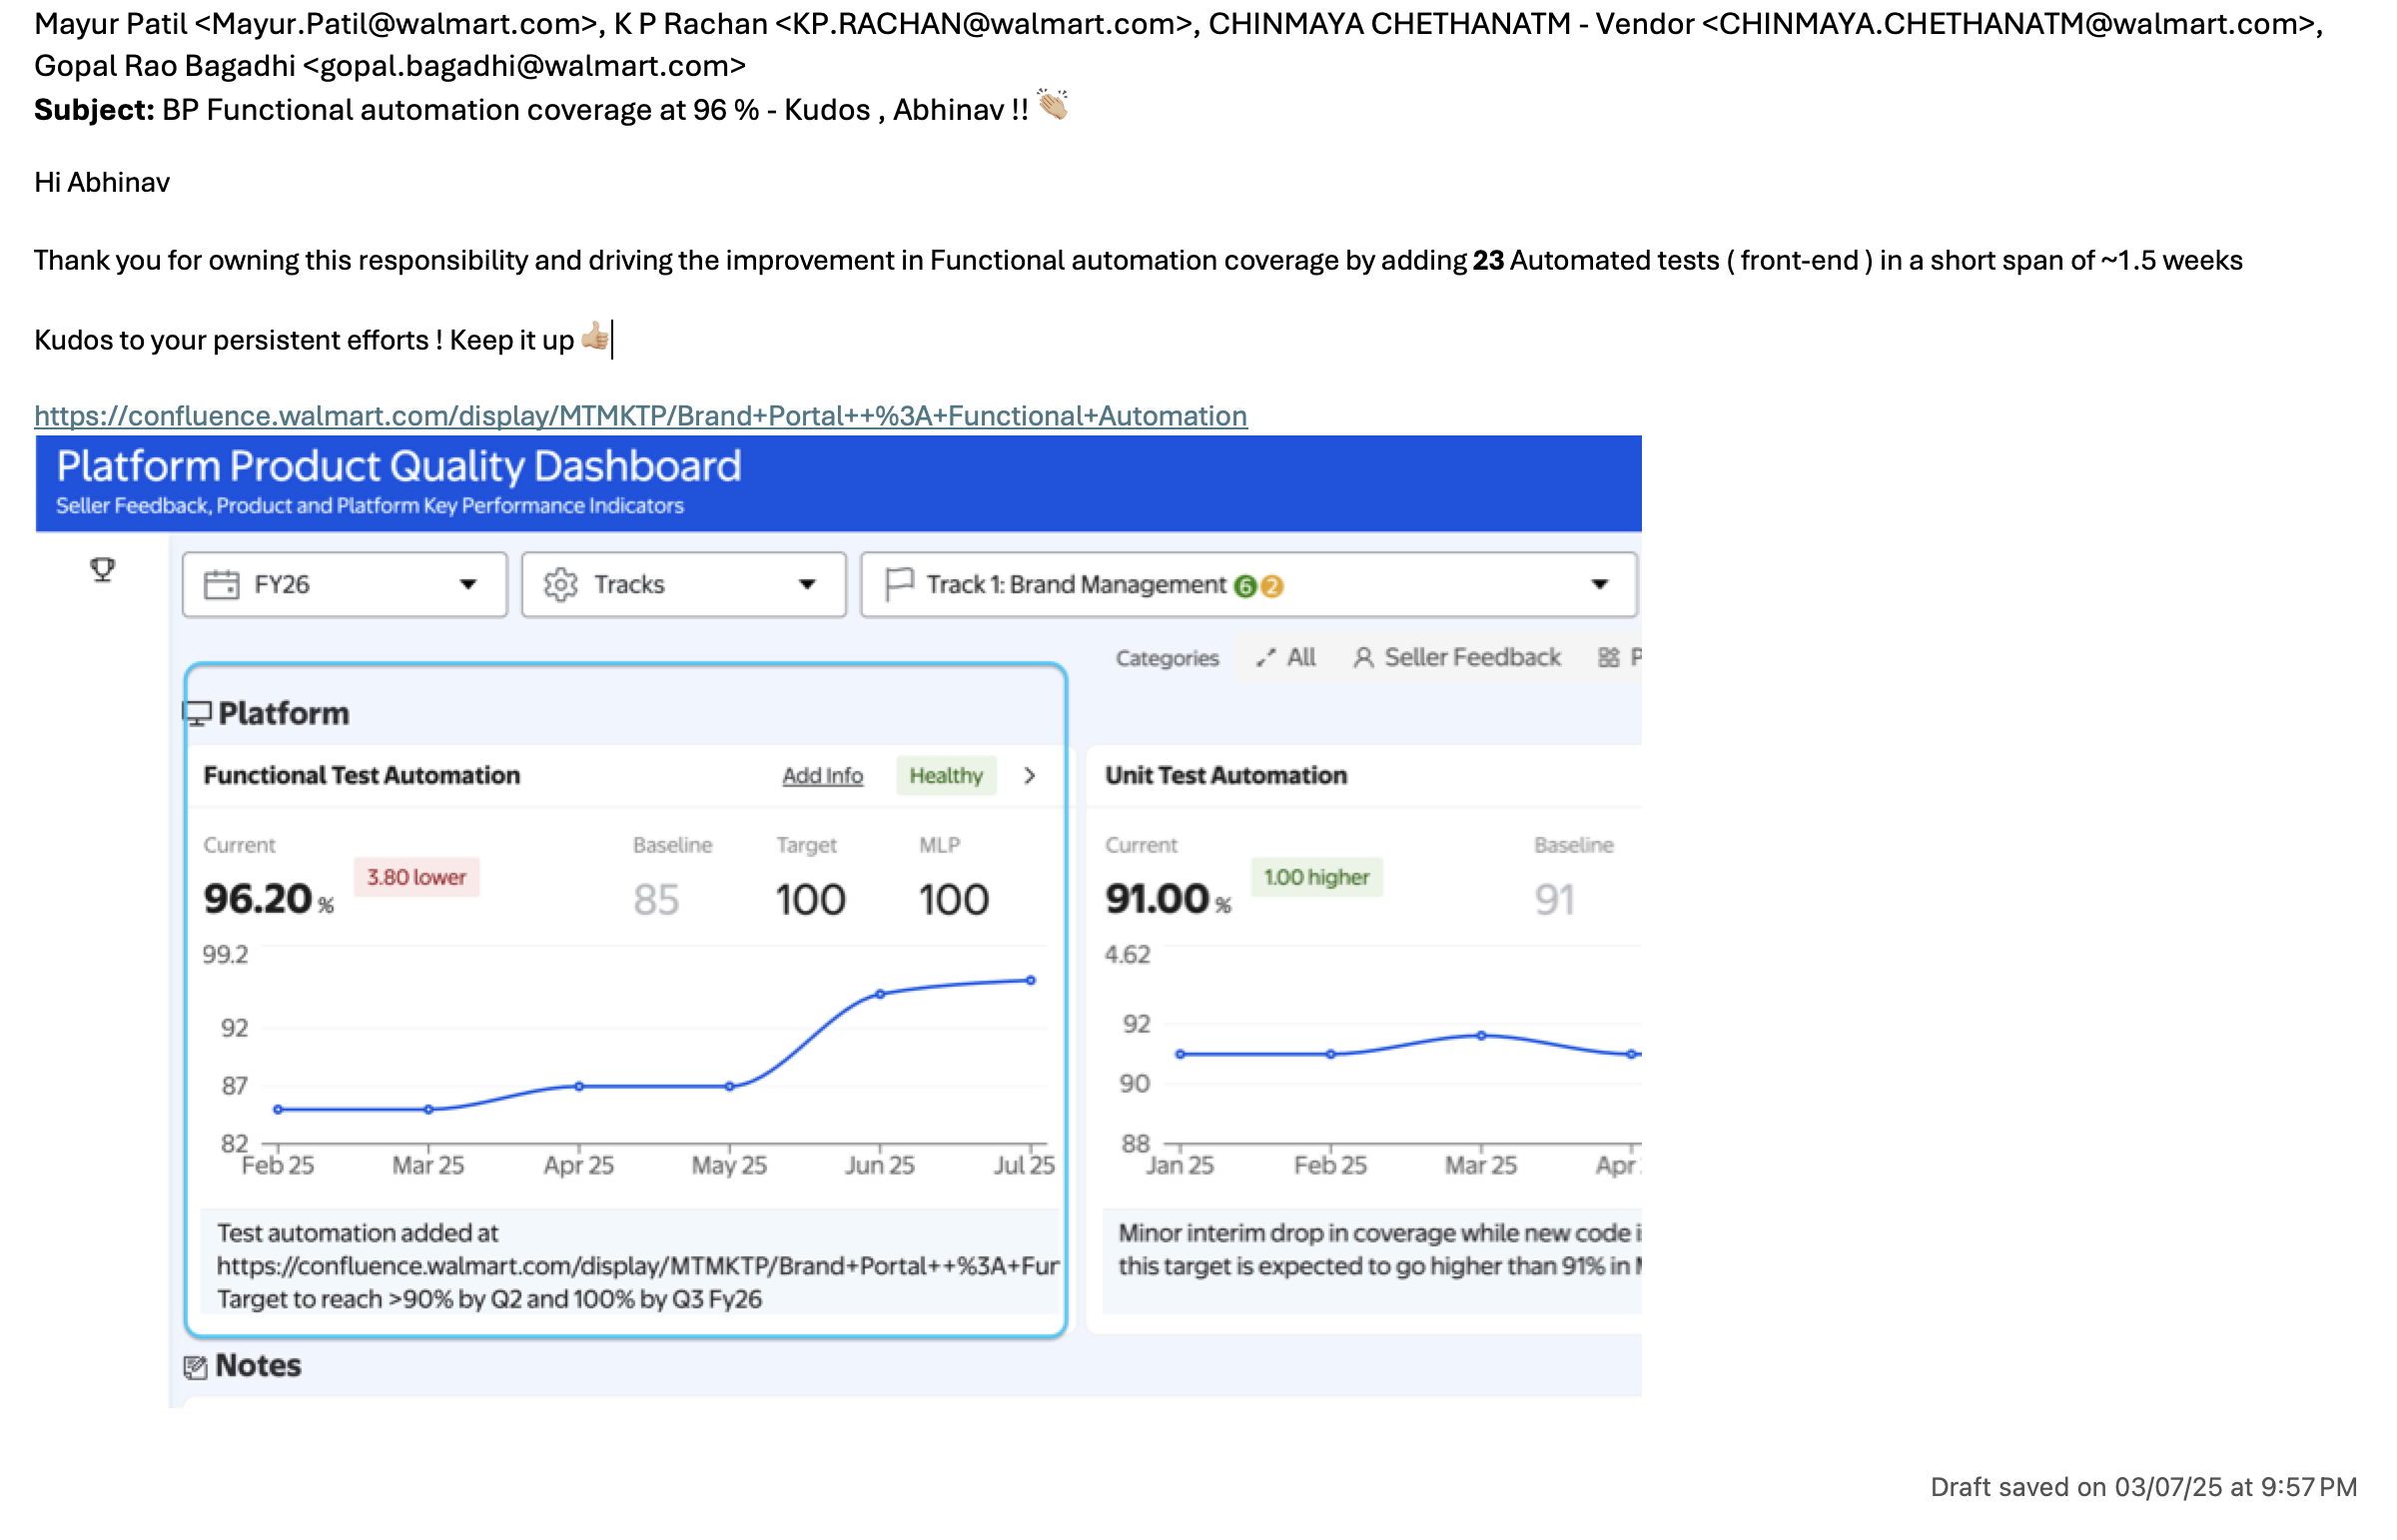 Mayur Patil <Mayur.Patil@walmart.com>, K P Rachan <KP.RACHAN@walmart.com>, CHINMAYA CHETHANATM - Vendor <CHINMAYA.CHETHANATM@walmart.com>,
Gopal Rao Bagadhi <gopal.bagadhi@walmart.com>
Subject: BP Functional automation coverage at 96 % - Kudos , Abhinav !! 👏🏼
Hi Abhinav
Thank you for owning this responsibility and driving the improvement in Functional automation coverage by adding 23 Automated tests ( front-end ) in a short span of ~1.5 weeks
Kudos to your persistent efforts ! Keep it up 👍🏼
https://confluence.walmart.com/display/MTMKTP/Brand+Portal++%3A+Functional+Automation
Platform Product Quality Dashboard
Seller Feedback, Product and Platform Key Performance Indicators
FY26 Tracks Track 1: Brand Management 6 2
Categories All Seller Feedback P
Platform
Functional Test Automation Add Info Healthy
Current Baseline Target MLP
96.20 % 3.80 lower 85 100 100
99.2
92
87
82
Feb 25 Mar 25 Apr 25 May 25 Jun 25 Jul 25
Test automation added at
https://confluence.walmart.com/display/MTMKTP/Brand+Portal++%3A+Fur
Target to reach >90% by Q2 and 100% by Q3 Fy26
Unit Test Automation
Current Baseline
91.00 % 1.00 higher 91
4.62
92
90
88
Jan 25 Feb 25 Mar 25 Apr
Minor interim drop in coverage while new code i
this target is expected to go higher than 91% in
Notes
Draft saved on 03/07/25 at 9:57 PM